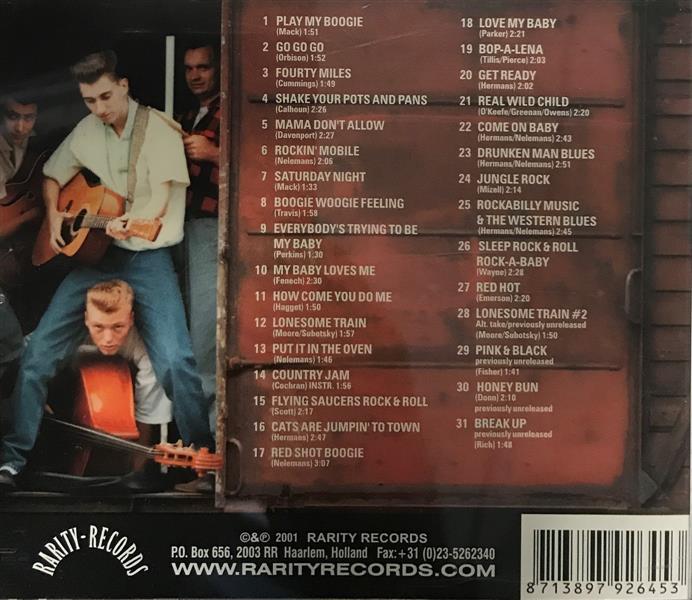 1 PLAY MY BOOGIE
(Mack) 1:51
2 GO GO GO
(Orbison) 1:52
3 FOURTY MILES
(Cummings) 1:49
4 SHAKE YOUR POTS AND PANS
(Calhoun) 2:26
5 MAMA DON'T ALLOW
(Davenport) 2:27
6 ROCKIN' MOBILE
(Nelemans) 2:06
7 SATURDAY NIGHT
(Mack) 1:33
8 BOOGIE WOOGIE FEELING
(Travis) 1:58
9 EVERYBODY'S TRYING TO BE
MY BABY
(Perkins) 1:30
10 MY BABY LOVES ME
(Fenech) 2:30
11 HOW COME YOU DO ME
(Hagget) 1:50
12 LONESOME TRAIN
(Moore/Subotsky) 1:57
13 PUT IT IN THE OVEN
(Nelemans) 1:46
14 COUNTRY JAM
(Cochran) INSTR. 1:56
15 FLYING SAUCERS ROCK & ROLL
(Scott) 2:17
16 CATS ARE JUMPIN' TO TOWN
(Hermans) 2:47
17 RED SHOT BOOGIE
(Nelemans) 3:07
18 LOVE MY BABY
(Parker) 2:21
19 BOP-A-LENA
(Tillis/Pierce) 2:03
20 GET READY
(Hermans) 2:02
21 REAL WILD CHILD
(O'Keefe/Greenan/Owens) 2:20
22 COME ON BABY
(Hermans/Nelemans) 2:43
23 DRUNKEN MAN BLUES
(Hermans/Nelemans) 2:51
24 JUNGLE ROCK
(Mizell) 2:14
25 ROCKABILLY MUSIC
& THE WESTERN BLUES
(Hermans/Nelemans) 2:45
26 SLEEP ROCK & ROLL
ROCK-A-BABY
(Wayne) 2:28
27 RED HOT
(Emerson) 2:20
28 LONESOME TRAIN #2
Alt. take/previously unreleased
(Moore/Subotsky) 1:50
29 PINK & BLACK
previously unreleased
(Fisher) 1:41
30 HONEY BUN
(Donn) 2:10
previously unreleased
31 BREAK UP
previously unreleased
(Rich) 1:48
RARITY-RECORDS
©&℗ 2001 RARITY RECORDS
P.O. Box 656, 2003 RR Haarlem, Holland Fax:+31 (0)23-5262340
WWW.RARITYRECORDS.COM
8 713897 926453